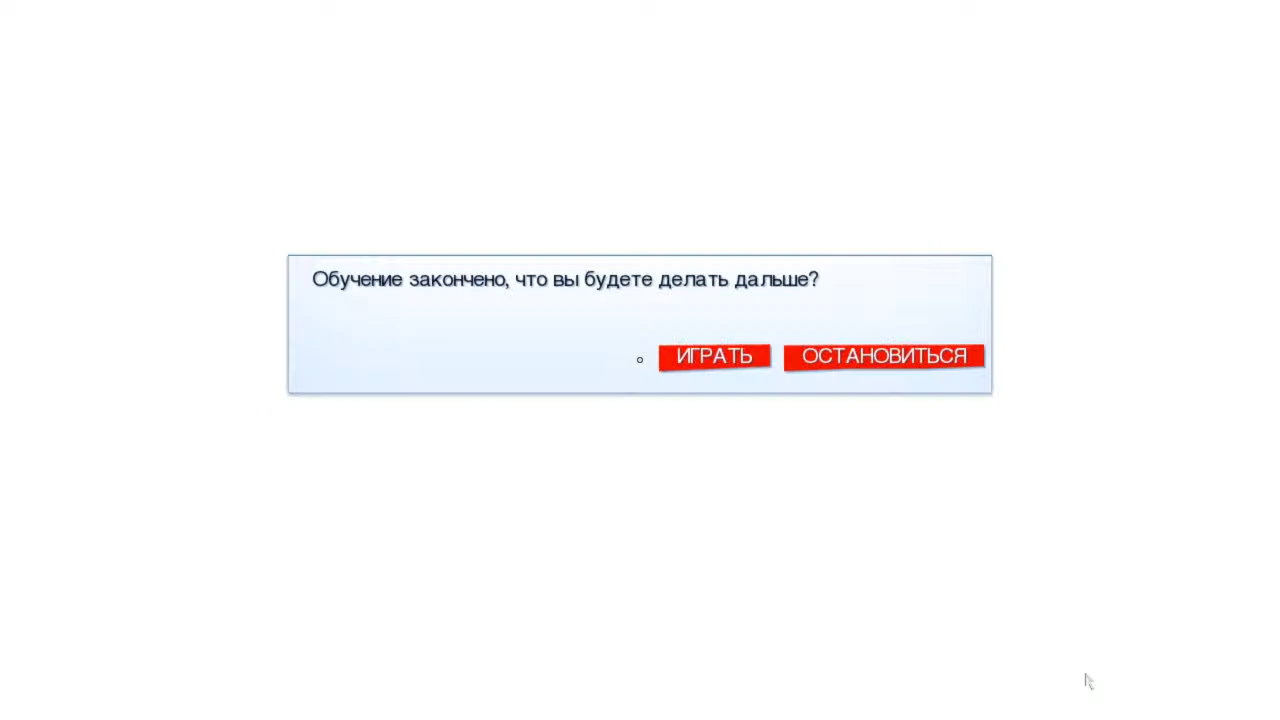 Обучение закончено, что вы будете делать дальше?
ИГРАТЬ ОСТАНОВИТЬСЯ